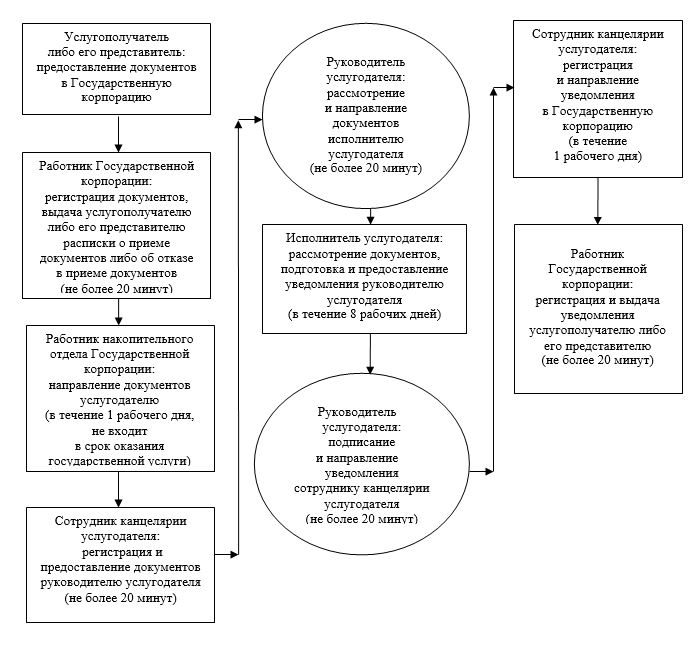 Услугополучатель
либо его представитель:
предоставление документов
в Государственную
корпорацию
Работник Государственной
корпорации:
регистрация документов,
выдача услугополучателю
либо его представителю
расписки о приеме
документов либо об отказе
в приеме документов
(не более 20 минут)
Работник накопительного
отдела Государственной
корпорации:
направление документов
услугодателю
(в течение 1 рабочего дня,
не входит
в срок оказания
государственной услуги)
Сотрудник канцелярии
услугодателя:
регистрация и
предоставление документов
руководителю услугодателя
(не более 20 минут)
Руководитель
услугодателя:
рассмотрение
и направление
документов
исполнителю
услугодателя
(не более 20 минут)
Исполнитель услугодателя:
рассмотрение документов,
подготовка и предоставление
уведомления руководителю
услугодателя
(в течение 8 рабочих дней)
Руководитель
услугодателя:
подписание
и направление
уведомления
сотруднику канцелярии
услугодателя
(не более 20 минут)
Сотрудник канцелярии
услугодателя:
регистрация
и направление
уведомления
в Государственную
корпорацию
(в течение
1 рабочего дня)
Работник
Государственной
корпорации:
регистрация и выдача
уведомления
услугополучателю либо
его представителю
(не более 20 минут)